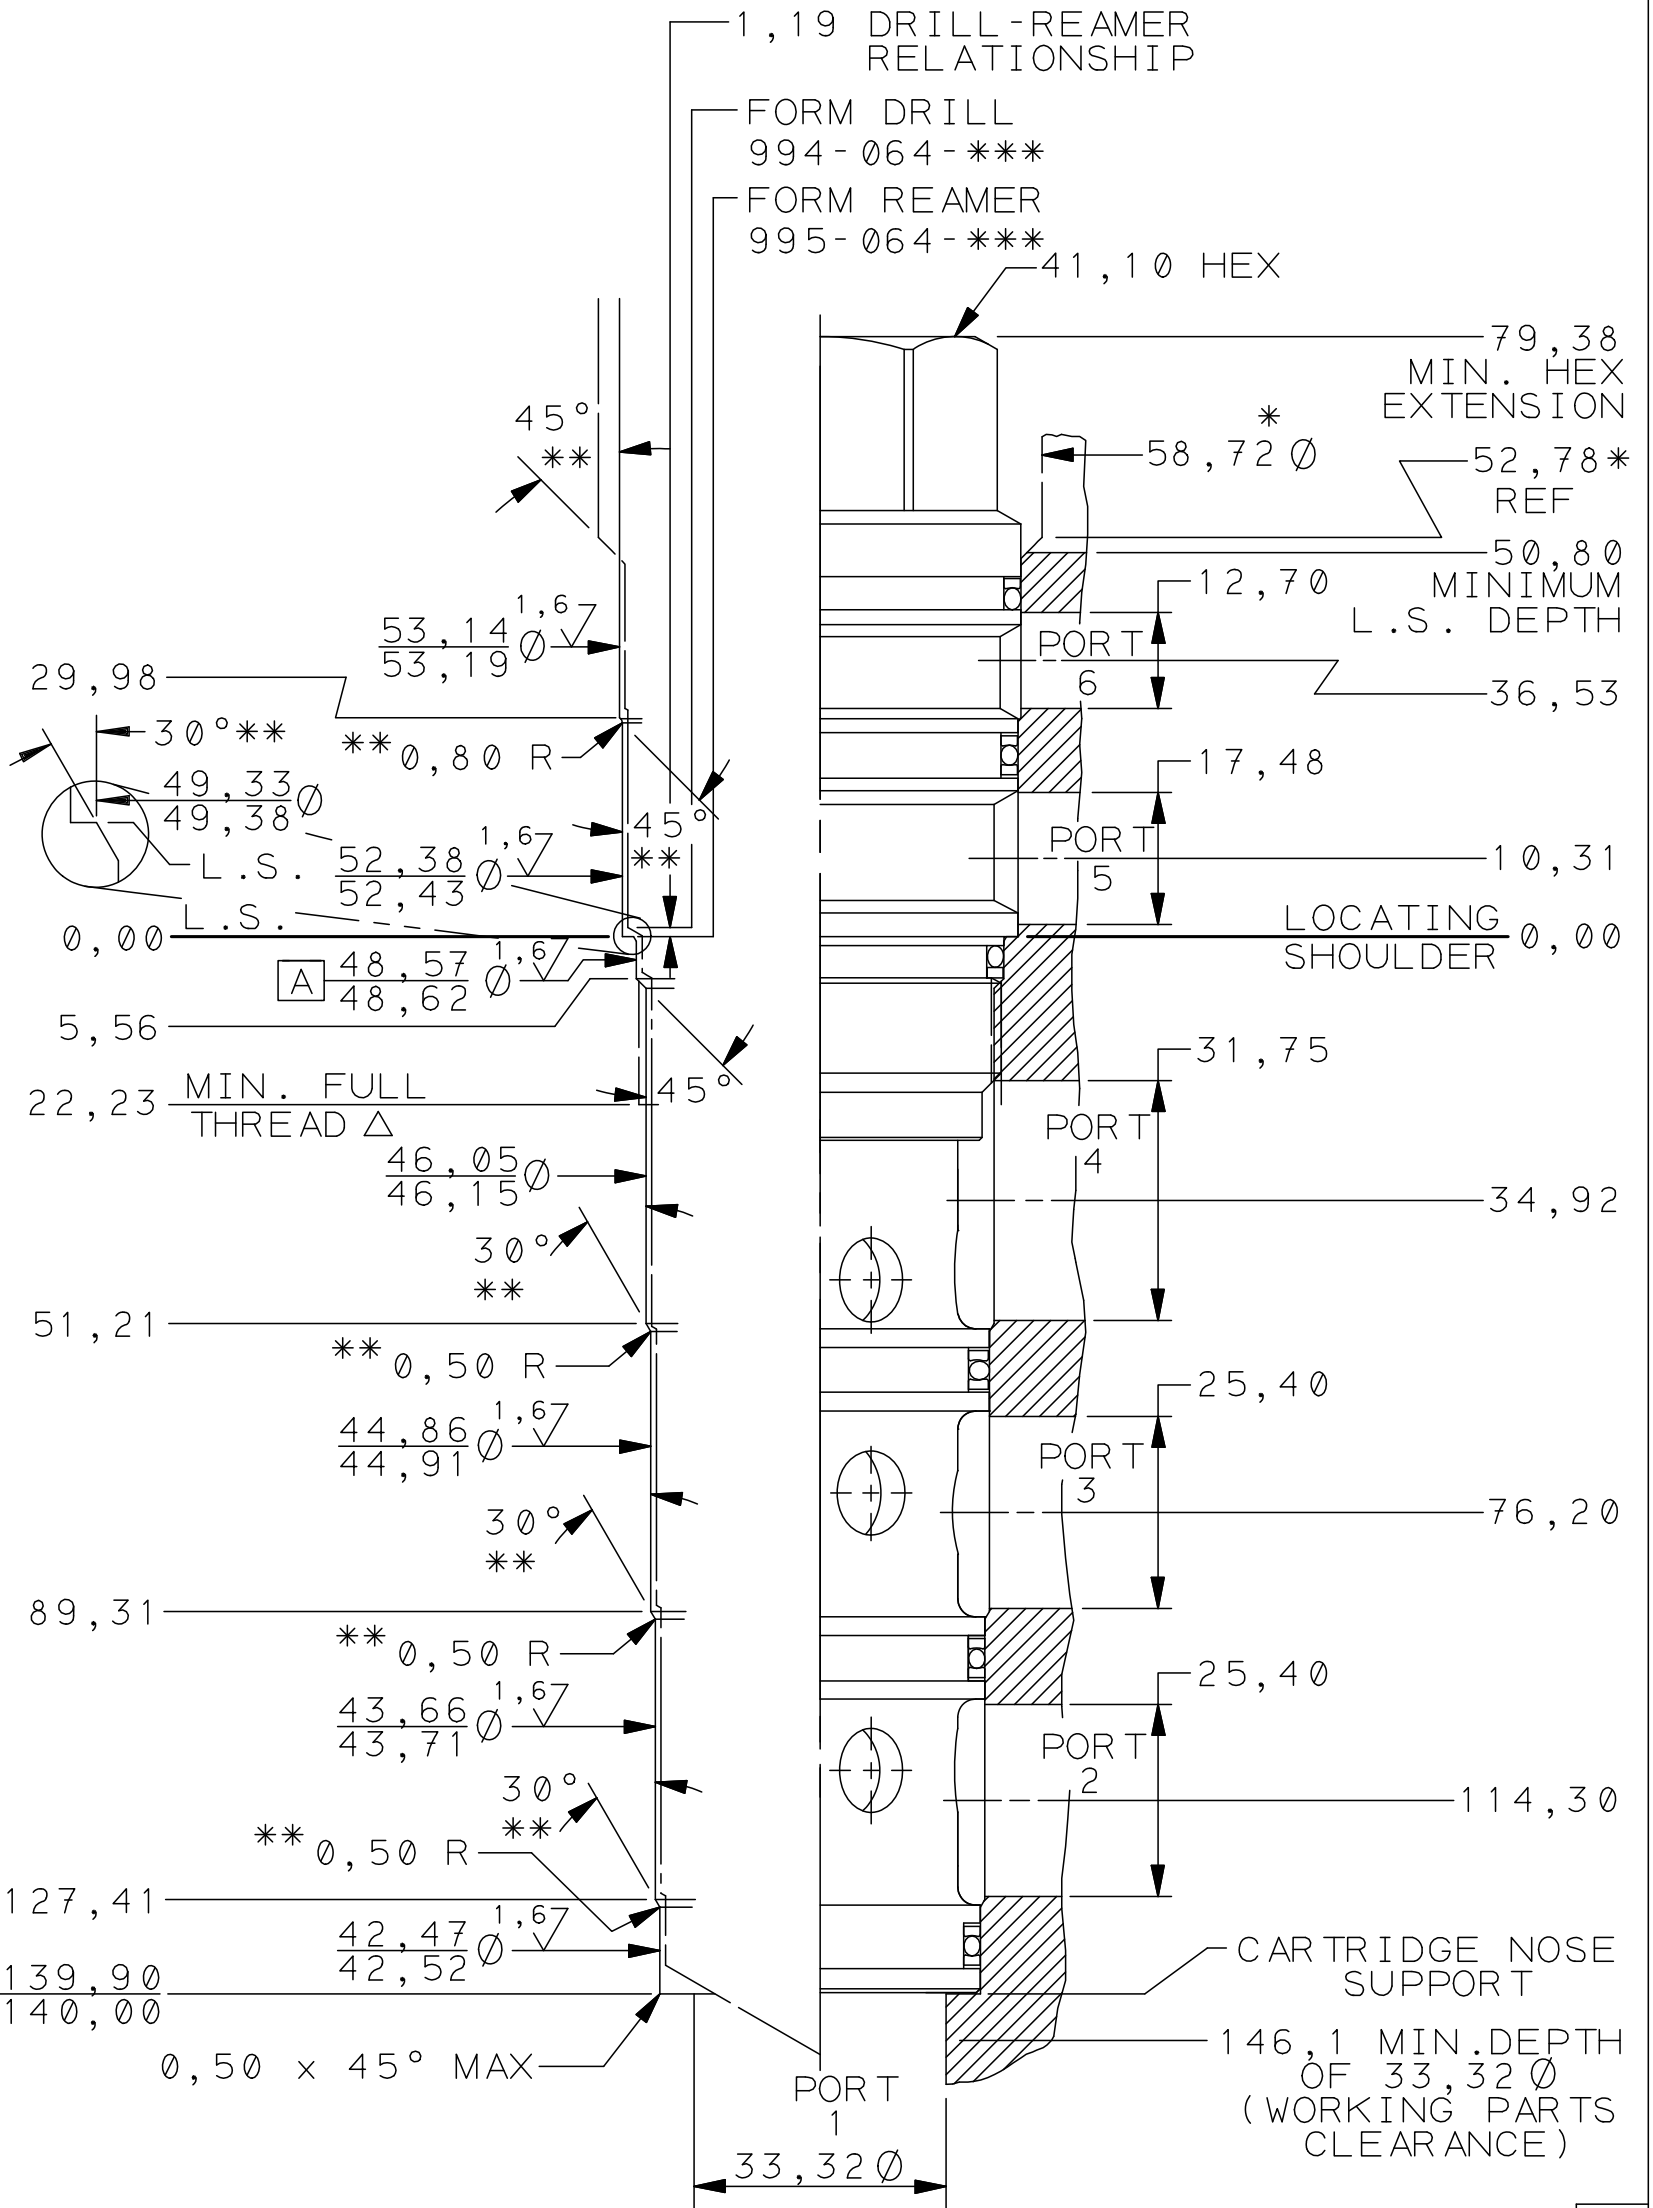 1,19 DRILL-REAMER
RELATIONSHIP
FORM DRILL
994-064-***
FORM REAMER
995-064-***
41,10 HEX
79,38
MIN. HEX
EXTENSION
45°
**
*
58,72 Ø
52,78*
REF
50,80
MINIMUM
L.S. DEPTH
12,70
PORT
6
36,53
53,14
53,19
Ø
1,6
29,98
30°**
**0,80 R
49,33
49,38
Ø
L.S.
45°
**
17,48
PORT
5
10,31
52,38
52,43
Ø
1,6
L.S.
0,00
LOCATING
SHOULDER
0,00
A
48,57
48,62
Ø
1,6
5,56
45°
22,23
MIN. FULL
THREAD △
31,75
PORT
4
34,92
46,05
46,15
Ø
30°
**
51,21
**0,50 R
25,40
PORT
3
76,20
44,86
44,91
Ø
1,6
30°
**
89,31
**0,50 R
25,40
PORT
2
114,30
43,66
43,71
Ø
1,6
30°
**
**0,50 R
127,41
42,47
42,52
Ø
1,6
139,90
140,00
0,50 x 45° MAX
CARTRIDGE NOSE
SUPPORT
146,1 MIN.DEPTH
OF 33,32 Ø
(WORKING PARTS
CLEARANCE)
PORT
1
33,32 Ø